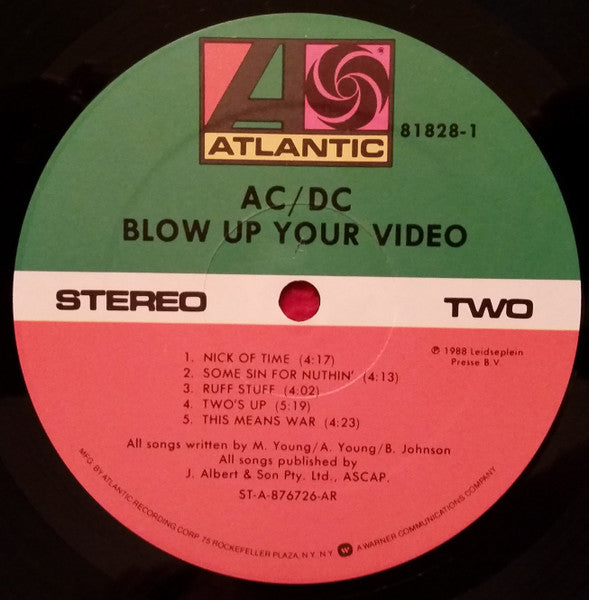 ATLANTIC
81828-1
AC/DC
BLOW UP YOUR VIDEO
STEREO
TWO
1. NICK OF TIME (4:17)
2. SOME SIN FOR NUTHIN' (4:13)
3. RUFF STUFF (4:02)
4. TWO'S UP (5:19)
5. THIS MEANS WAR (4:23)
℗ 1988 Leidseplein
Presse B.V.
All songs written by M. Young/A. Young/B. Johnson
All songs published by
J. Albert & Son Pty. Ltd., ASCAP.
ST-A-876726-AR
MFG. BY ATLANTIC RECORDING CORP. 75 ROCKEFELLER PLAZA, N.Y. N.Y. W A WARNER COMMUNICATIONS COMPANY